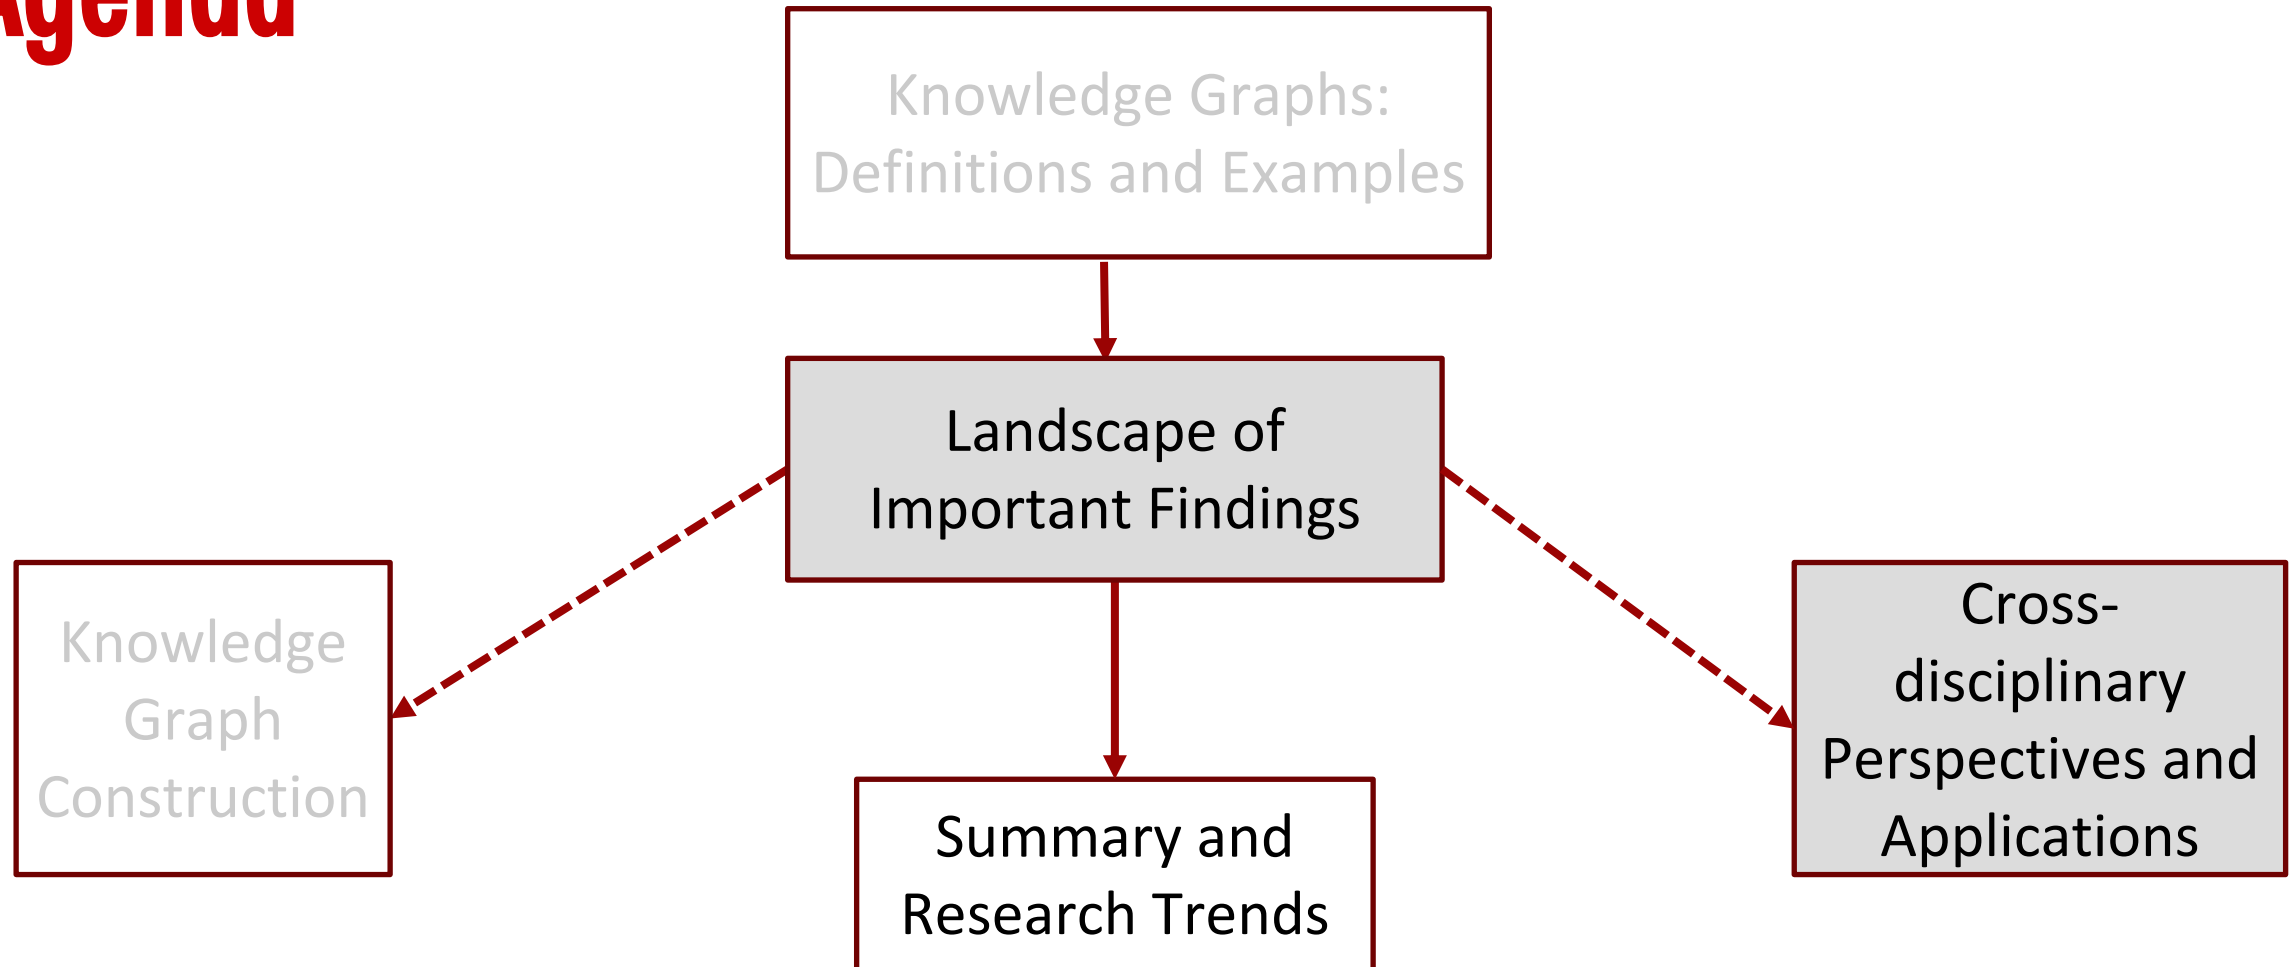 Agenda
Knowledge Graphs:
Definitions and Examples
Landscape of
Important Findings
Knowledge
Graph
Construction
Cross-
disciplinary
Perspectives and
Applications
Summary and
Research Trends